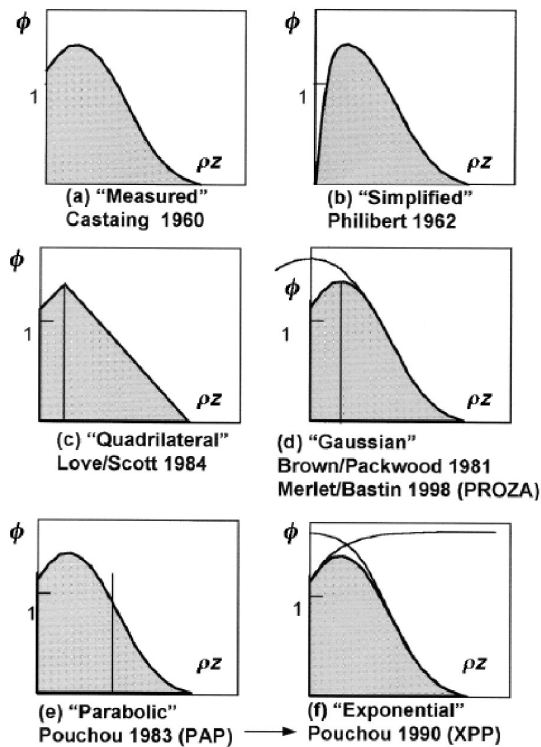 ϕ
1
ρz
(a) "Measured"
Castaing 1960
ϕ
1
ρz
(b) "Simplified"
Philibert 1962
ϕ
1
ρz
(c) "Quadrilateral"
Love/Scott 1984
ϕ
1
ρz
(d) "Gaussian"
Brown/Packwood 1981
Merlet/Bastin 1998 (PROZA)
ϕ
1
ρz
(e) "Parabolic"
Pouchou 1983 (PAP)
ϕ
1
ρz
(f) "Exponential"
Pouchou 1990 (XPP)